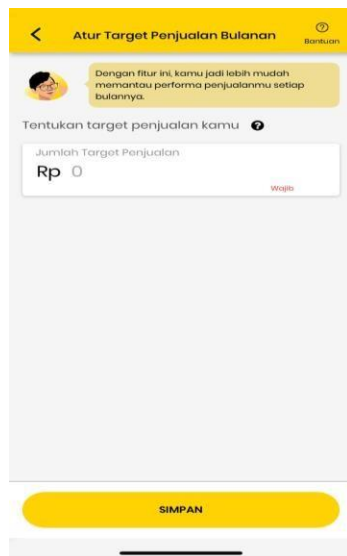 Atur Target Penjualan Bulanan
Bantuan
Dengan fitur ini, kamu jadi lebih mudah
memantau performa penjualanmu setiap
bulannya.
Tentukan target penjualan kamu
Jumlah Target Penjualan
Rp 0
Wajib
SIMPAN